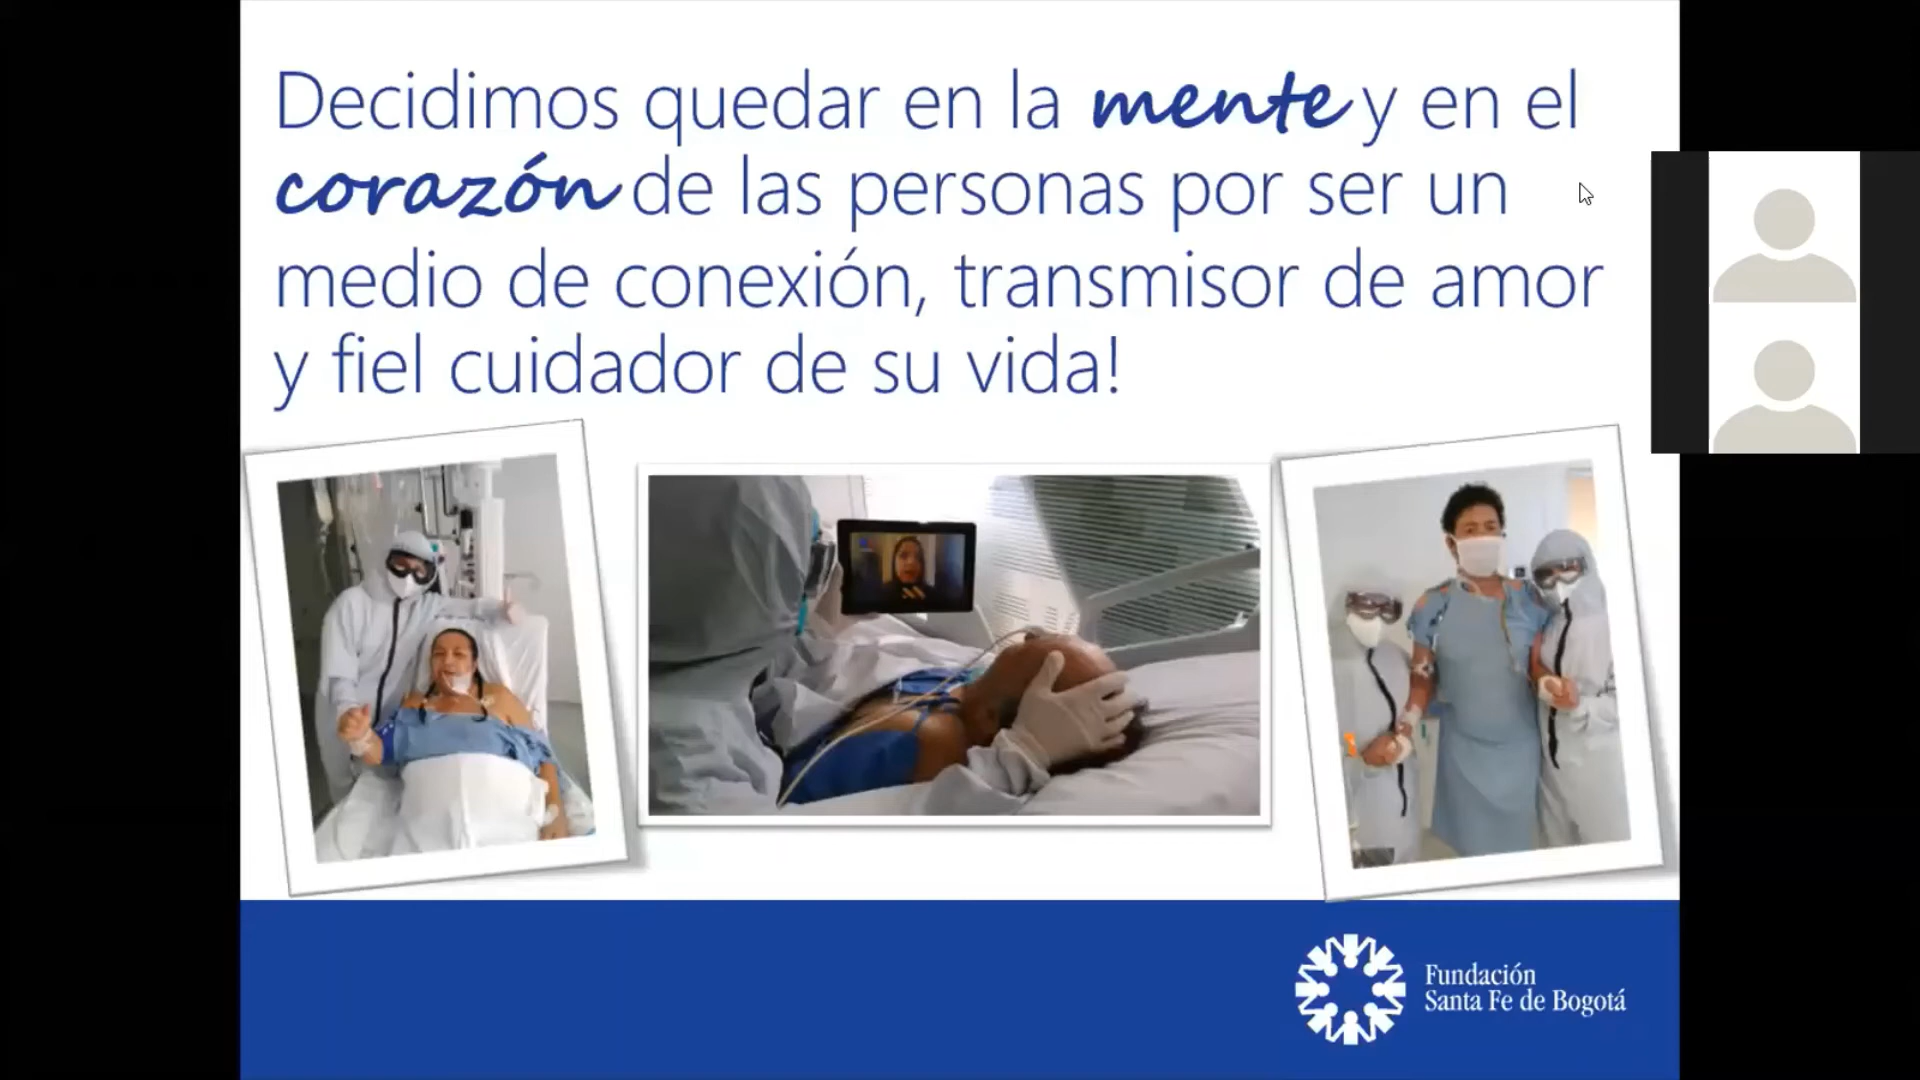 Decidimos quedar en la mente y en el
corazón de las personas por ser un
medio de conexión, transmisor de amor
y fiel cuidador de su vida!
Fundación
Santa Fe de Bogotá